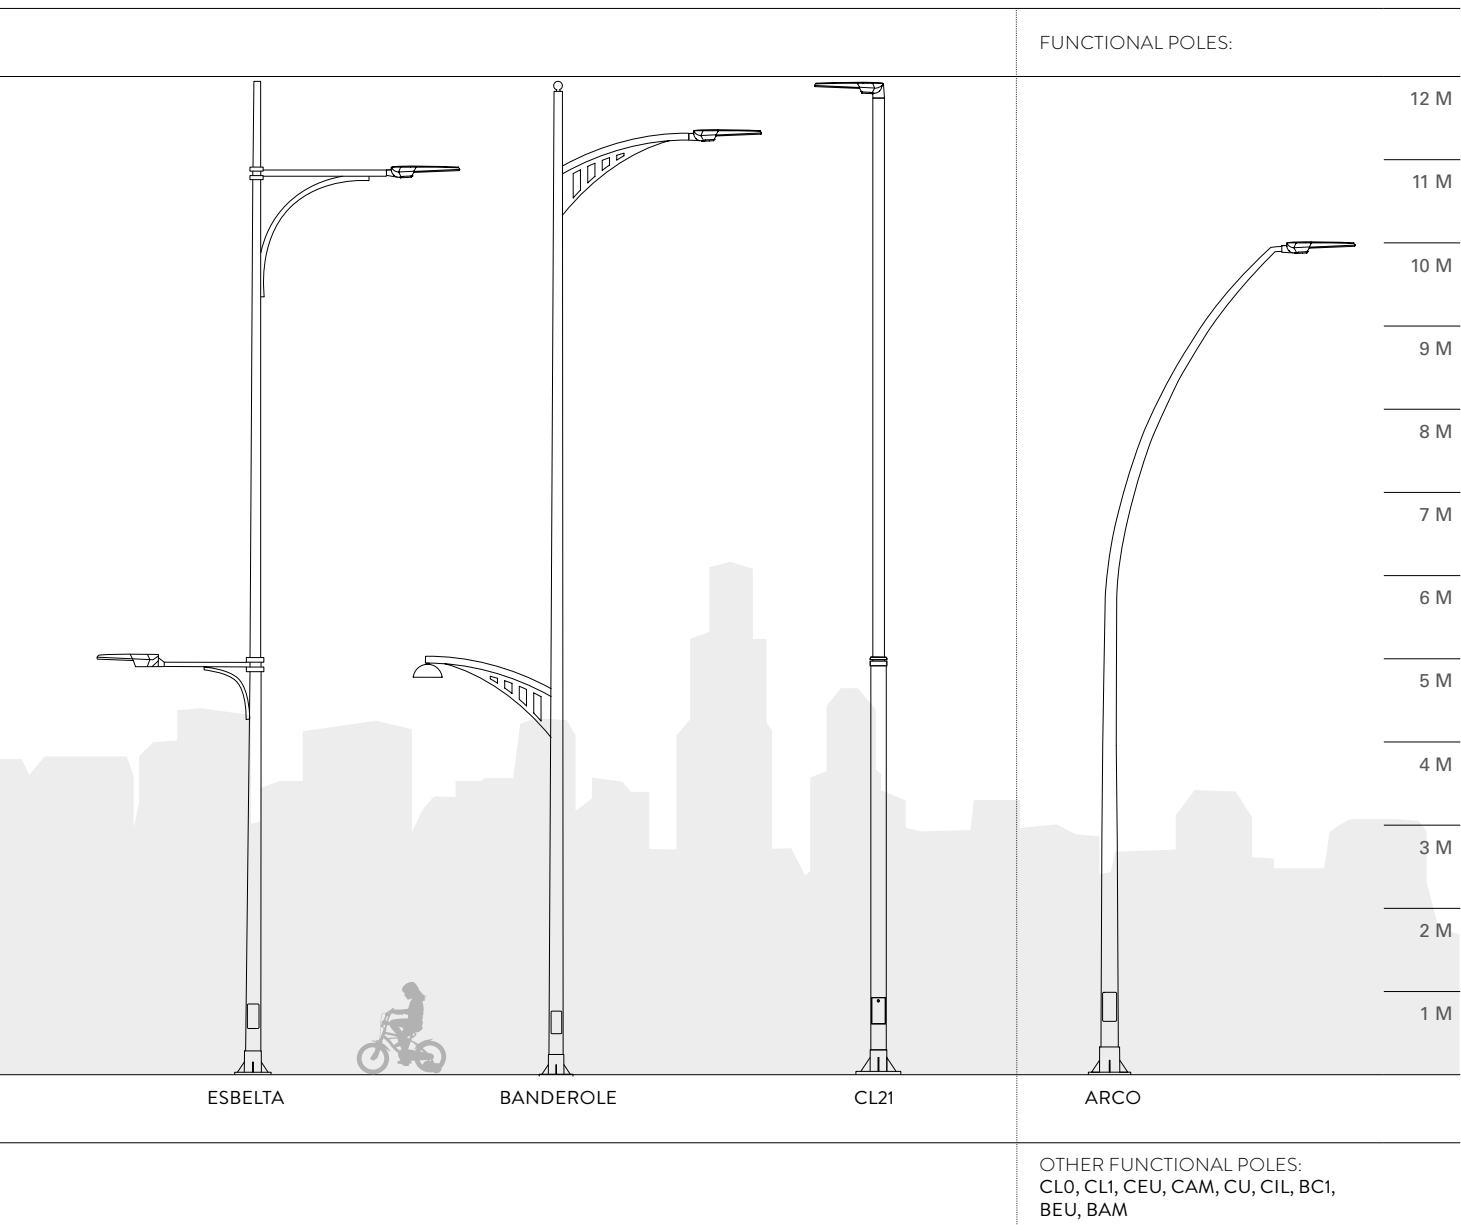 FUNCTIONAL POLES:
12 M
11 M
10 M
9 M
8 M
7 M
6 M
5 M
4 M
3 M
2 M
1 M
ESBELTA
BANDEROLE
CL21
ARCO
OTHER FUNCTIONAL POLES:
CL0, CL1, CEU, CAM, CU, CIL, BC1,
BEU, BAM